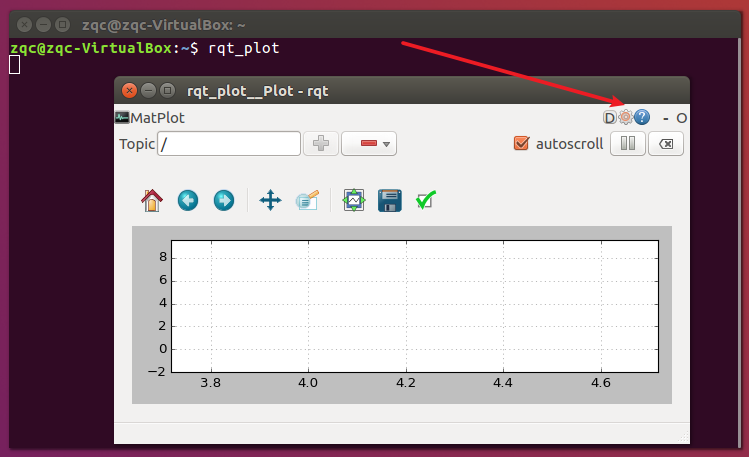 zqc@zqc-VirtualBox: ~
zqc@zqc-VirtualBox:~$ rqt_plot
rqt_plot__Plot - rqt
MatPlot D ? - O
Topic / autoscroll
8
6
4
2
0
−2
3.8 4.0 4.2 4.4 4.6